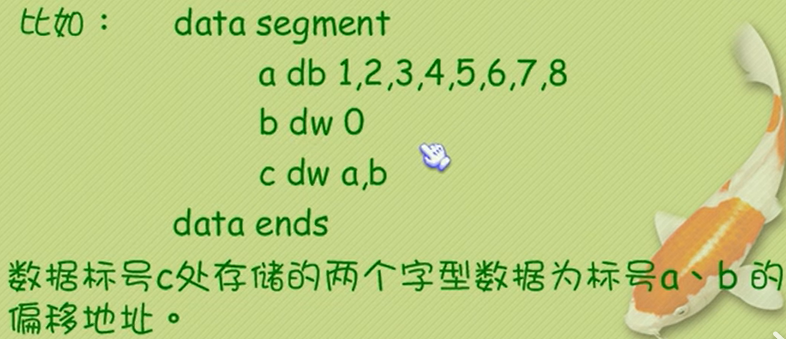 比如： data segment
a db 1,2,3,4,5,6,7,8
b dw 0
c dw a,b
data ends
数据标号c处存储的两个字型数据为标号a、b 的
偏移地址。